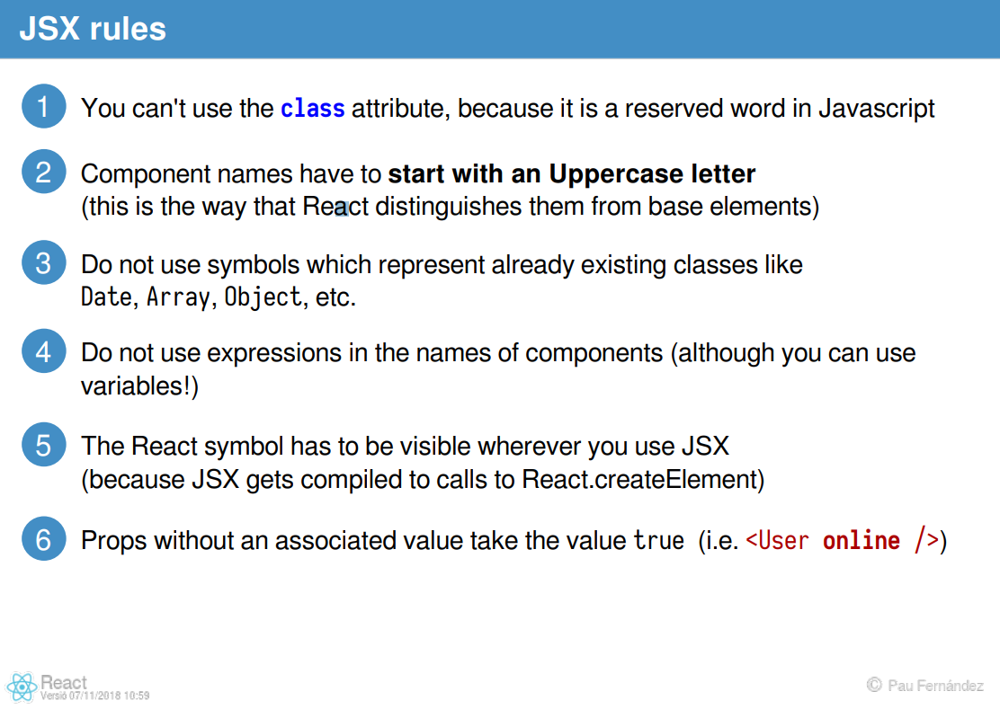 JSX rules
1 You can't use the class attribute, because it is a reserved word in Javascript
2 Component names have to start with an Uppercase letter
(this is the way that React distinguishes them from base elements)
3 Do not use symbols which represent already existing classes like
Date, Array, Object, etc.
4 Do not use expressions in the names of components (although you can use
variables!)
5 The React symbol has to be visible wherever you use JSX
(because JSX gets compiled to calls to React.createElement)
6 Props without an associated value take the value true (i.e. <User online />)
React
Versió 07/11/2018 10:59
© Pau Fernández